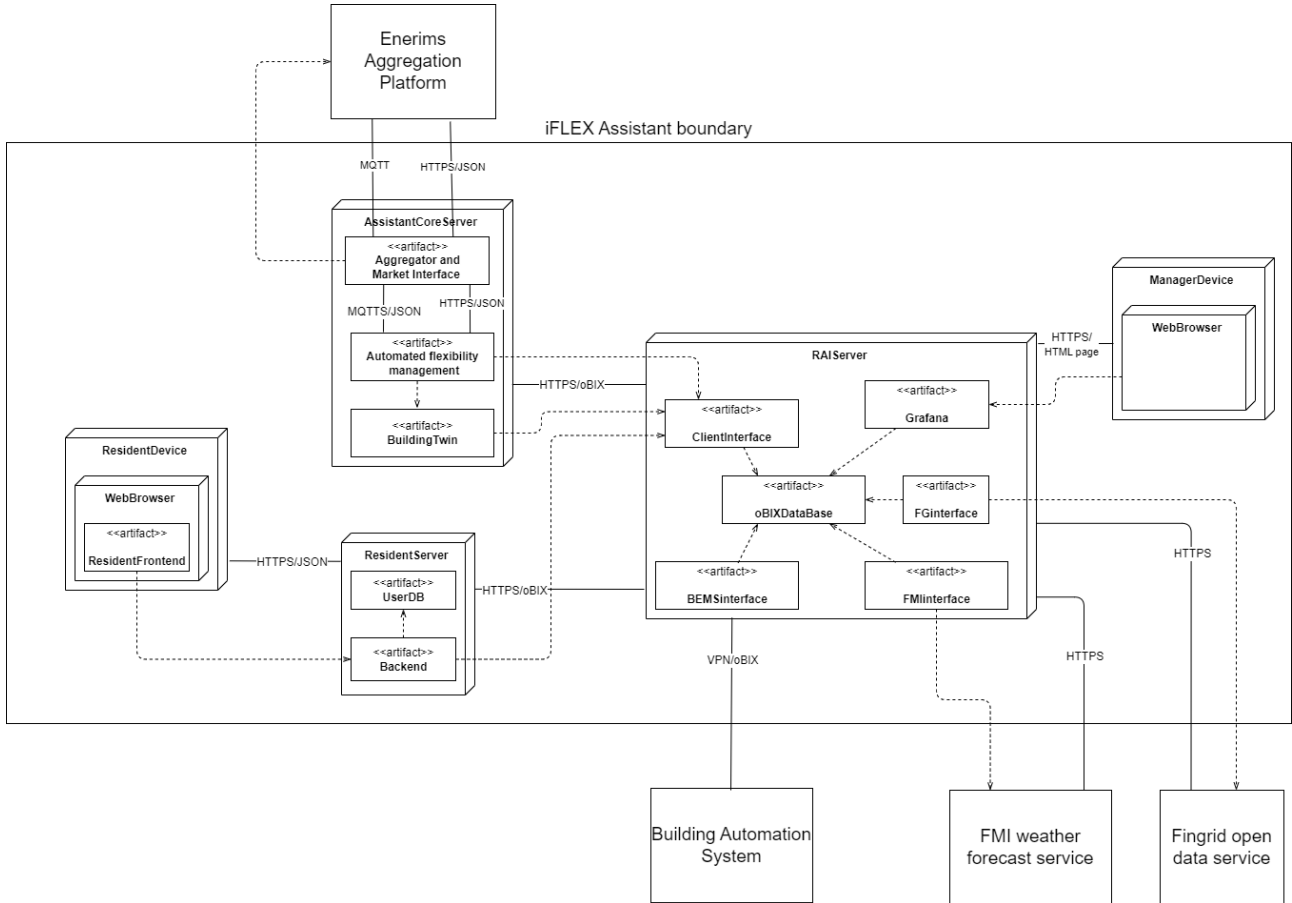 Enerims
Aggregation
Platform
iFLEX Assistant boundary
MQTT
HTTPS/JSON
AssistantCoreServer
<<artifact>>
Aggregator and
Market Interface
MQTTS/JSON
HTTPS/JSON
<<artifact>>
Automated flexibility
management
<<artifact>>
BuildingTwin
HTTPS/oBIX
ManagerDevice
WebBrowser
HTTPS/
HTML page
RAIServer
<<artifact>>
ClientInterface
<<artifact>>
Grafana
<<artifact>>
oBIXDataBase
<<artifact>>
FGinterface
<<artifact>>
BEMSinterface
<<artifact>>
FMIinterface
ResidentDevice
WebBrowser
<<artifact>>
ResidentFrontend
HTTPS/JSON
ResidentServer
<<artifact>>
UserDB
<<artifact>>
Backend
HTTPS/oBIX
HTTPS
HTTPS
VPN/oBIX
Building Automation
System
FMI weather
forecast service
Fingrid open
data service